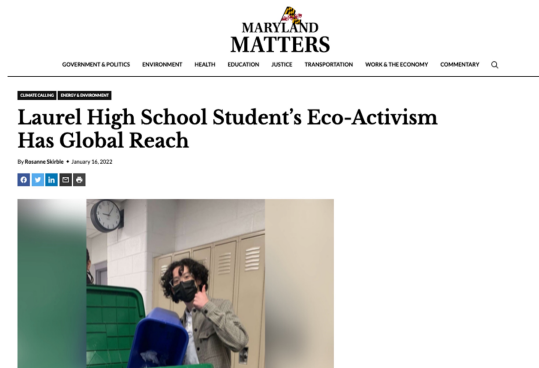 MARYLAND
MATTERS
GOVERNMENT & POLITICS ENVIRONMENT HEALTH EDUCATION JUSTICE TRANSPORTATION WORK & THE ECONOMY COMMENTARY
CLIMATE CALLING ENERGY & ENVIRONMENT
Laurel High School Student’s Eco-Activism
Has Global Reach
By Rosanne Skirble ✦ January 16, 2022